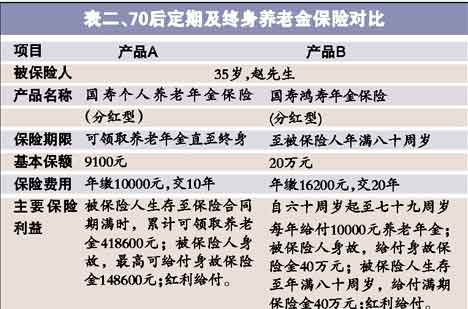 表二、70后定期及终身养老金保险对比
项目 产品A 产品B
被保险人 35岁,赵先生
产品名称 国寿个人养老年金保险 国寿鸿寿年金保险
(分红型) (分红型)
保险期限 可领取养老年金直至终身 至被保险人年满八十周岁
基本保额 9100元 20万元
保险费用 年缴10000元,交10年 年缴16200元,交20年
主要保险 被保险人生存至保险合同 自六十周岁起至七十九周岁
利益 期满时，累计可领取养老 每年给付10000元养老年金；
金418600元；被保险人身 被保险人身故，给付身故保
故，最高可给付身故保险 险金40万元；被保险人生存
金148600元;红利给付。 至年满八十周岁，给付满期
保险金40万元;红利给付。